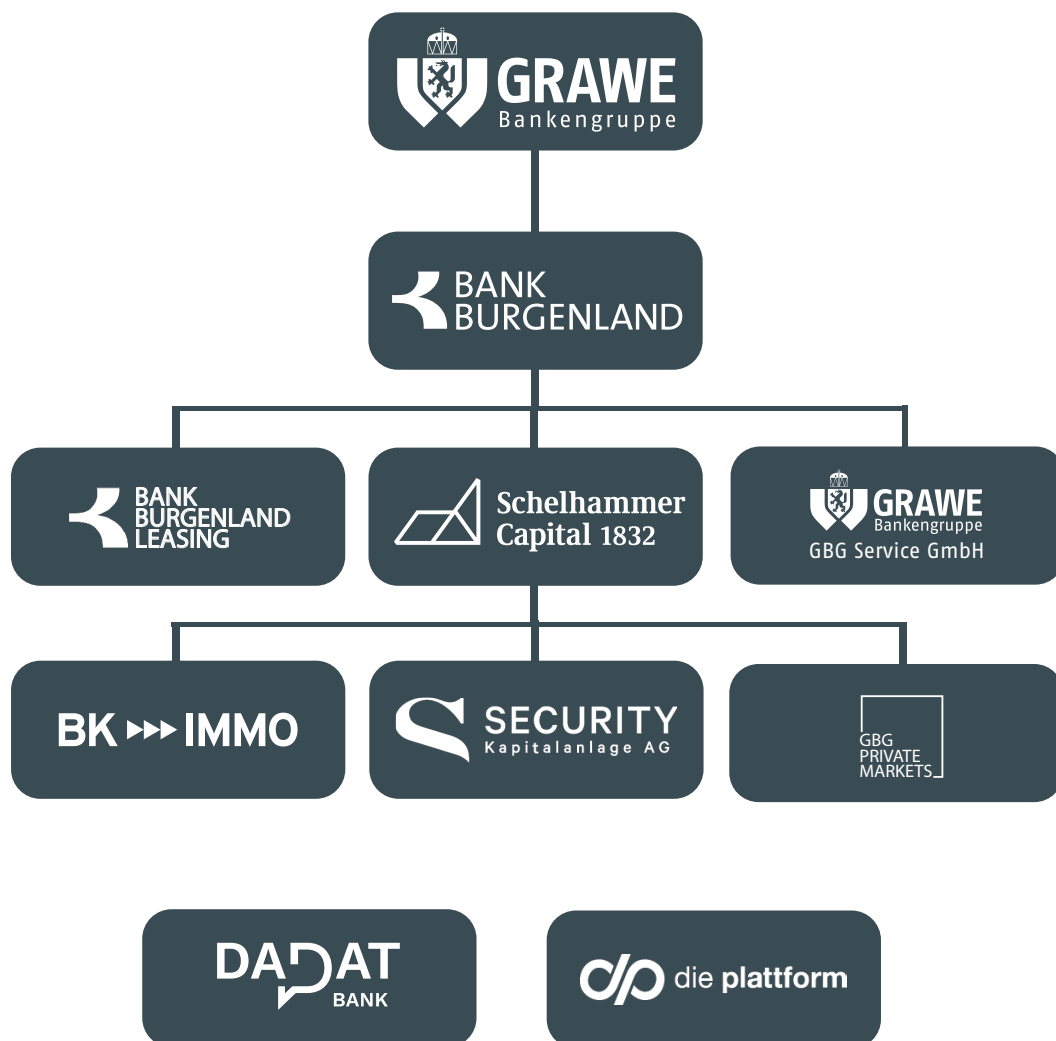 GRAWE
Bankengruppe
BANK
BURGENLAND
BANK
BURGENLAND
LEASING
Schelhammer
Capital 1832
GRAWE
Bankengruppe
GBG Service GmbH
BK IMMO
SECURITY
Kapitalanlage AG
GBG
PRIVATE
MARKETS
DADAT
BANK
dp die plattform